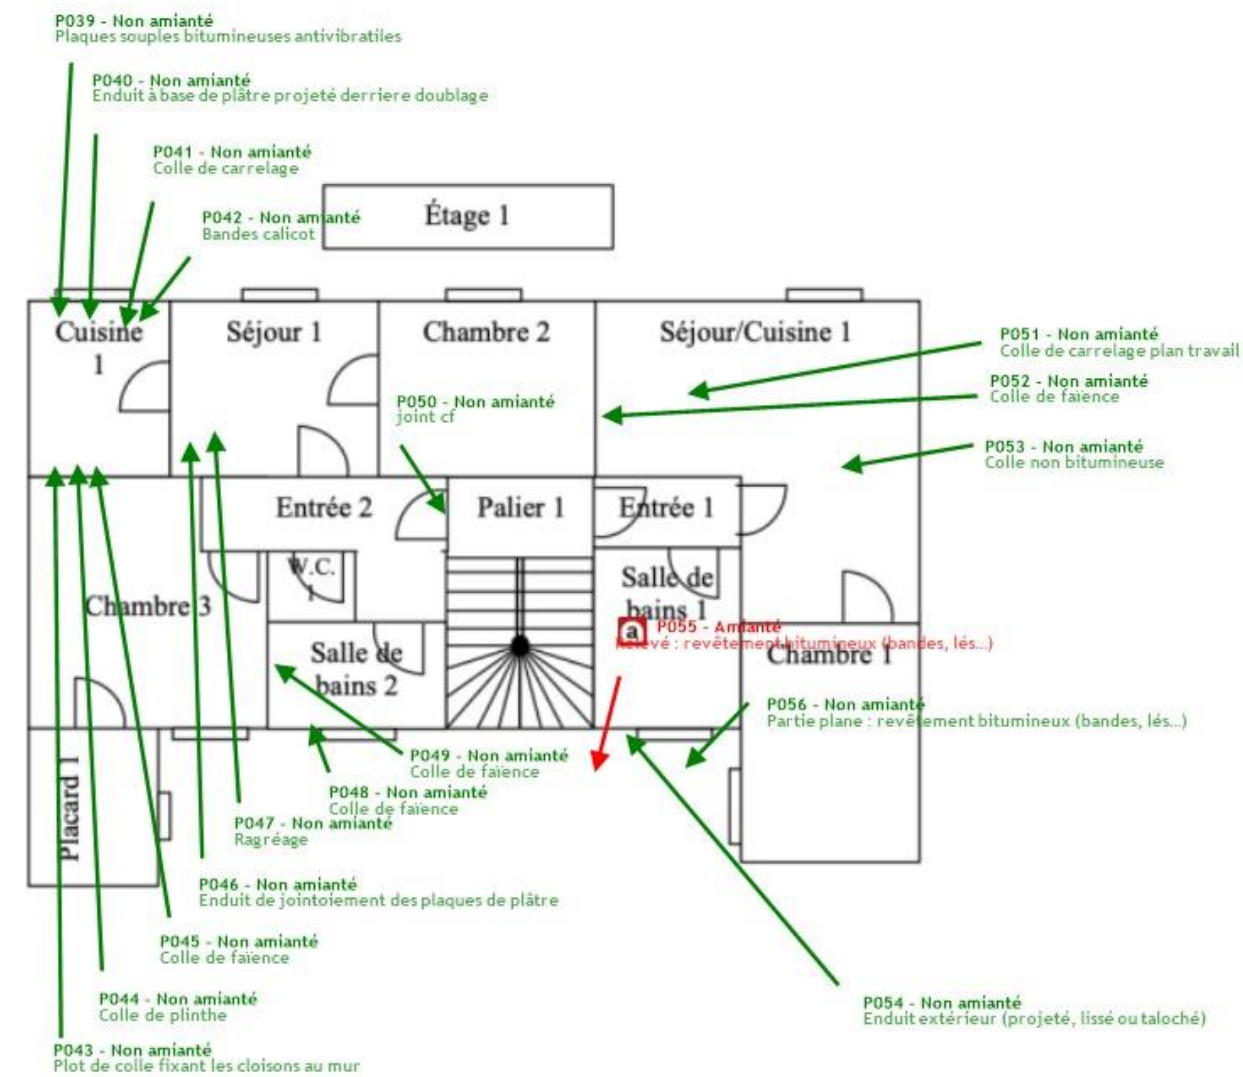 P039 - Non amianté
Plaques souples bitumineuses antivibratiles
P040 - Non amianté
Enduit à base de plâtre projeté derriere doublage
P041 - Non amianté
Colle de carrelage
P042 - Non amianté
Bandes calicot
Étage 1
Cuisine
1
Séjour 1
Chambre 2
Séjour/Cuisine 1
P051 - Non amianté
Colle de carrelage plan travail
P052 - Non amianté
Colle de faïence
P050 - Non amianté
joint cf
P053 - Non amianté
Colle non bitumineuse
Entrée 2
Palier 1
Entrée 1
W.C.
1
Salle de
bains 1
Chambre 3
a
P055 - Amianté
Relevé : revêtement bitumineux (bandes, lés...)
Chambre 1
Salle de
bains 2
P056 - Non amianté
Partie plane : revêtement bitumineux (bandes, lés...)
P049 - Non amianté
Colle de faïence
P048 - Non amianté
Colle de faïence
Placard 1
P047 - Non amianté
Ragréage
P046 - Non amianté
Enduit de jointoiement des plaques de plâtre
P045 - Non amianté
Colle de faïence
P044 - Non amianté
Colle de plinthe
P054 - Non amianté
Enduit extérieur (projeté, lissé ou taloché)
P043 - Non amianté
Plot de colle fixant les cloisons au mur